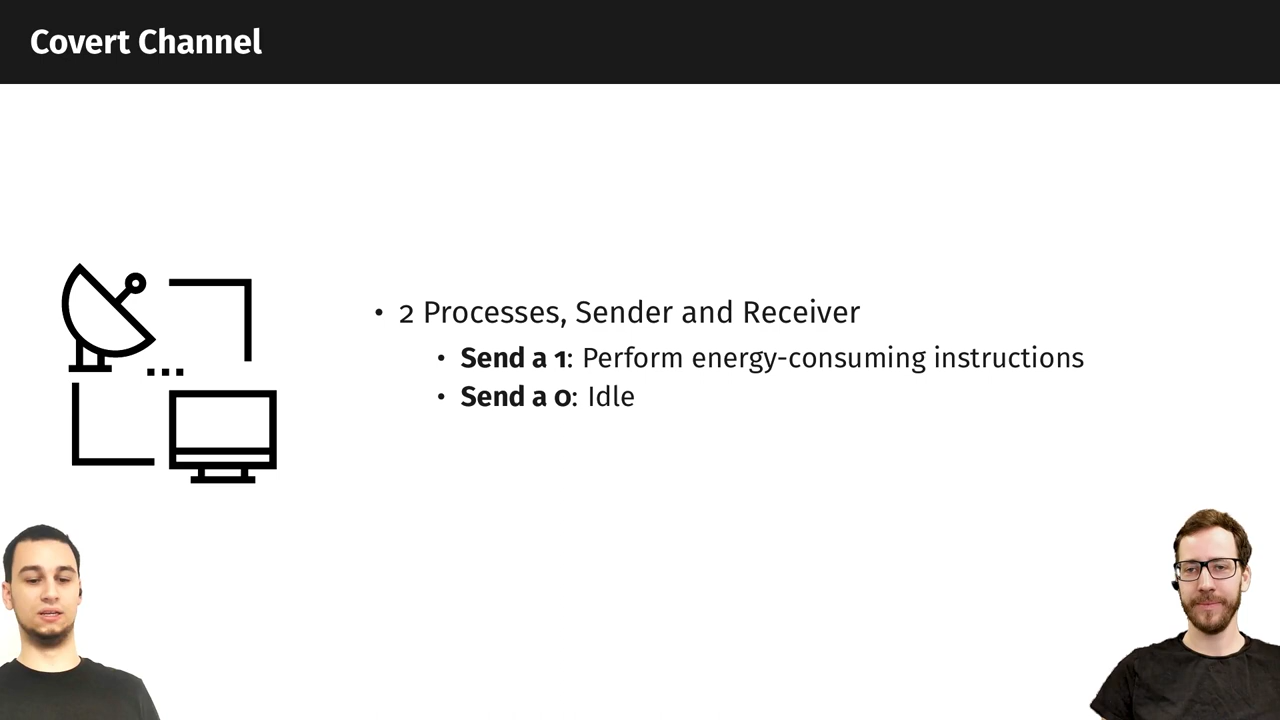 Covert Channel
• 2 Processes, Sender and Receiver
• Send a 1: Perform energy-consuming instructions
• Send a 0: Idle